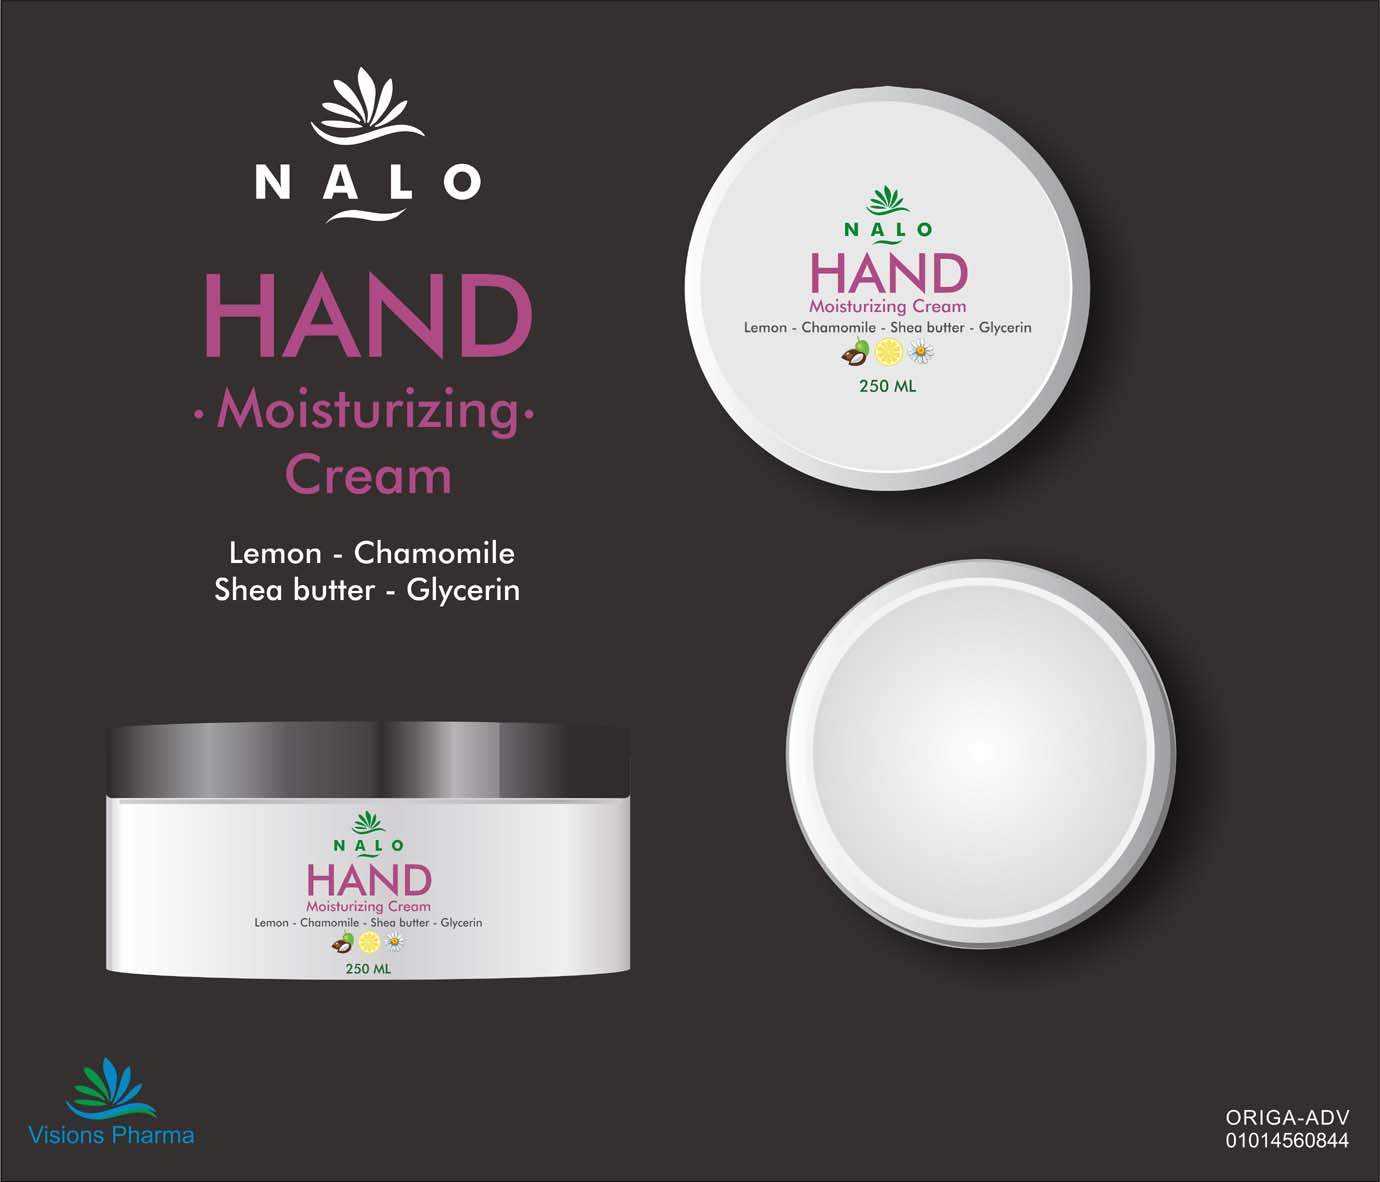 NALO
HAND
• Moisturizing •
Cream
Lemon - Chamomile
Shea butter - Glycerin
NALO
HAND
Moisturizing Cream
Lemon - Chamomile - Shea butter - Glycerin
250 ML
NALO
HAND
Moisturizing Cream
Lemon - Chamomile - Shea butter - Glycerin
250 ML
Visions Pharma
ORIGA-ADV
01014560844